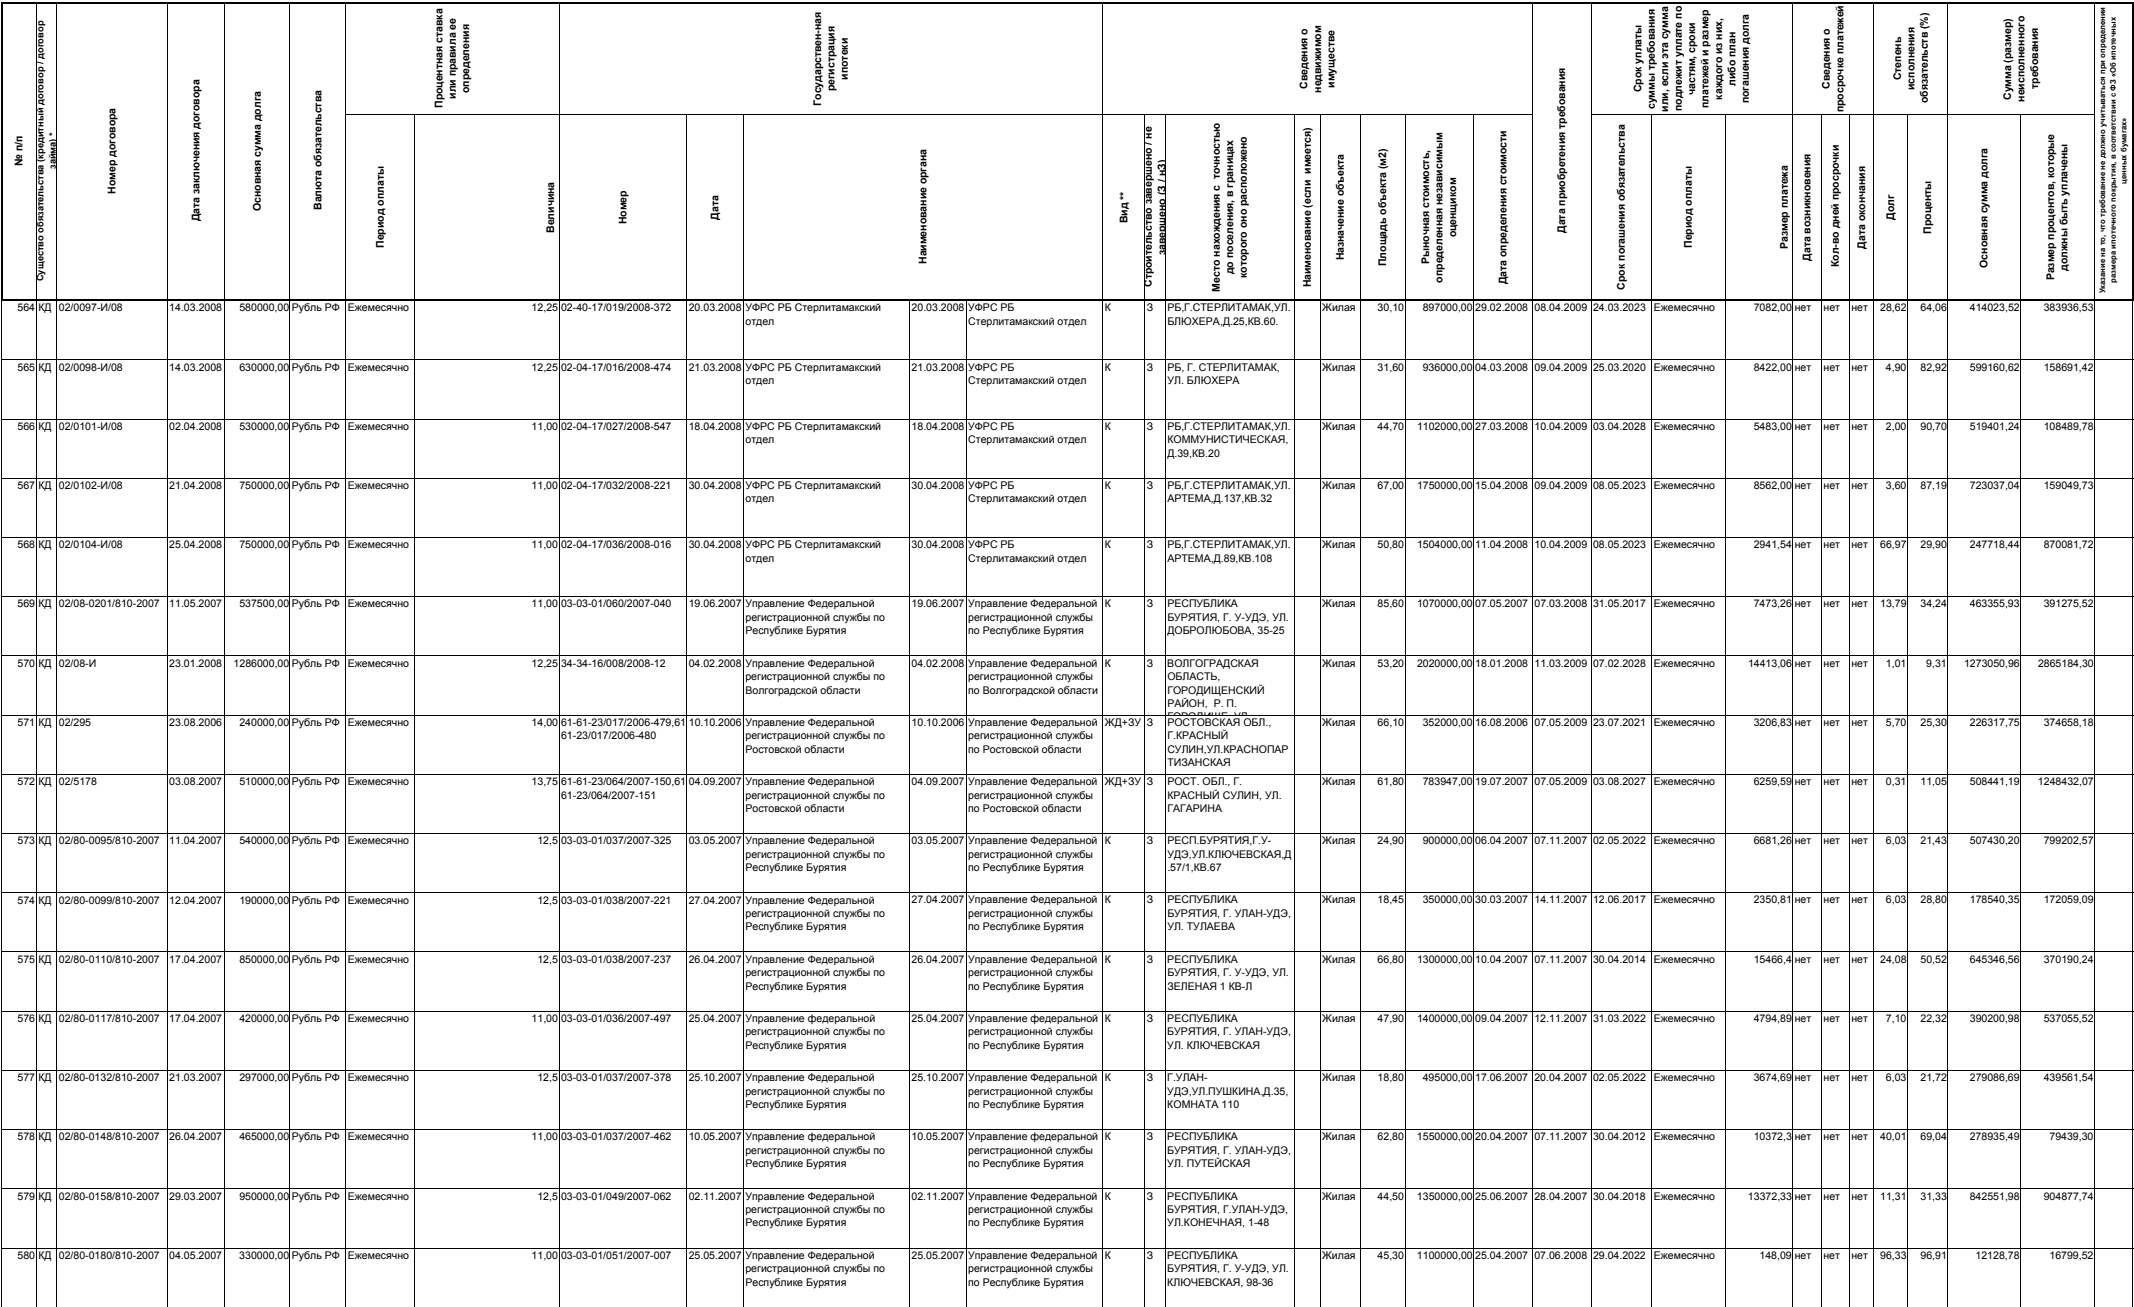 № п/п
Существо обязательства (кредитный договор / договор
займа) *
Номер договора
Дата заключения договора
Основная сумма долга
Валюта обязательства
Процентная ставка
или правила ее
определения
Период оплаты
Величина
Государствен-ная
регистрация
ипотеки
Номер
Дата
Наименование органа
Сведения о
недвижимом
имуществе
Вид **
Строительство завершено / не
завершено (З / нЗ)
Место нахождения с точностью
до поселения, в границах
которого оно расположено
Наименование (если имеется)
Назначение объекта
Площадь объекта (м2)
Рыночная стоимость,
определенная независимым
оценщиком
Дата определения стоимости
Дата приобретения требования
Срок уплаты
суммы требования
или, если эта сумма
подлежит уплате по
частям, сроки
платежей и размер
каждого из них,
либо план
погашения долга
Срок погашения обязательства
Период оплаты
Размер платежа
Сведения о
просрочке платежей
Дата возникновения
Кол-во дней просрочки
Дата окончания
Степень
исполнения
обязательств (%)
Долг
Проценты
Сумма (размер)
неисполненного
требования
Основная сумма долга
Размер процентов, которые
должны быть уплачены
Указание на то, что требование не должно учитываться при определении
размера ипотечного покрытия, в соответствии с ФЗ «Об ипотечных
ценных бумагах»
564 КД 02/0097-И/08 14.03.2008 580000,00 Рубль РФ Ежемесячно 12,25 02-40-17/019/2008-372 20.03.2008 УФРС РБ Стерлитамакский 20.03.2008 УФРС РБ К З РБ,Г.СТЕРЛИТАМАК,УЛ. Жилая 30,10 897000,00 29.02.2008 08.04.2009 24.03.2023 Ежемесячно 7082,00 нет нет нет 28,62 64,06 414023,52 383936,53
отдел Стерлитамакский отдел БЛЮХЕРА,Д.25,КВ.60.
565 КД 02/0098-И/08 14.03.2008 630000,00 Рубль РФ Ежемесячно 12,25 02-04-17/016/2008-474 21.03.2008 УФРС РБ Стерлитамакский 21.03.2008 УФРС РБ К З РБ, Г. СТЕРЛИТАМАК, Жилая 31,60 936000,00 04.03.2008 09.04.2009 25.03.2020 Ежемесячно 8422,00 нет нет нет 4,90 82,92 599160,62 158691,42
отдел Стерлитамакский отдел УЛ. БЛЮХЕРА
566 КД 02/0101-И/08 02.04.2008 530000,00 Рубль РФ Ежемесячно 11,00 02-04-17/027/2008-547 18.04.2008 УФРС РБ Стерлитамакский 18.04.2008 УФРС РБ К З РБ,Г.СТЕРЛИТАМАК,УЛ. Жилая 44,70 1102000,00 27.03.2008 10.04.2009 03.04.2028 Ежемесячно 5483,00 нет нет нет 2,00 90,70 519401,24 108489,78
отдел Стерлитамакский отдел КОММУНИСТИЧЕСКАЯ,
Д.39,КВ.20
567 КД 02/0102-И/08 21.04.2008 750000,00 Рубль РФ Ежемесячно 11,00 02-04-17/032/2008-221 30.04.2008 УФРС РБ Стерлитамакский 30.04.2008 УФРС РБ К З РБ,Г.СТЕРЛИТАМАК,УЛ. Жилая 67,00 1750000,00 15.04.2008 09.04.2009 08.05.2023 Ежемесячно 8562,00 нет нет нет 3,60 87,19 723037,04 159049,73
отдел Стерлитамакский отдел АРТЕМА,Д.137,КВ.32
568 КД 02/0104-И/08 25.04.2008 750000,00 Рубль РФ Ежемесячно 11,00 02-04-17/036/2008-016 30.04.2008 УФРС РБ Стерлитамакский 30.04.2008 УФРС РБ К З РБ,Г.СТЕРЛИТАМАК,УЛ. Жилая 50,80 1504000,00 11.04.2008 10.04.2009 08.05.2023 Ежемесячно 2941,54 нет нет нет 66,97 29,90 247718,44 870081,72
отдел Стерлитамакский отдел АРТЕМА,Д.89,КВ.108
569 КД 02/08-0201/810-2007 11.05.2007 537500,00 Рубль РФ Ежемесячно 11,00 03-03-01/060/2007-040 19.06.2007 Управление Федеральной 19.06.2007 Управление Федеральной К З РЕСПУБЛИКА Жилая 85,60 1070000,00 07.05.2007 07.03.2008 31.05.2017 Ежемесячно 7473,26 нет нет нет 13,79 34,24 463355,93 391275,52
регистрационной службы по регистрационной службы БУРЯТИЯ, Г. У-УДЭ, УЛ.
Республике Бурятия по Республике Бурятия ДОБРОЛЮБОВА, 35-25
570 КД 02/08-И 23.01.2008 1286000,00 Рубль РФ Ежемесячно 12,25 34-34-16/008/2008-12 04.02.2008 Управление Федеральной 04.02.2008 Управление Федеральной К З ВОЛГОГРАДСКАЯ Жилая 53,20 2020000,00 18.01.2008 11.03.2009 07.02.2028 Ежемесячно 14413,06 нет нет нет 1,01 9,31 1273050,96 2865184,30
регистрационной службы по регистрационной службы ОБЛАСТЬ,
Волгоградской области по Волгоградской области ГОРОДИЩЕНСКИЙ
РАЙОН, Р. П.
571 КД 02/295 23.08.2006 240000,00 Рубль РФ Ежемесячно 14,00 61-61-23/017/2006-479,61 10.10.2006 Управление Федеральной 10.10.2006 Управление Федеральной ЖД+ЗУ З РОСТОВСКАЯ ОБЛ., Жилая 66,10 352000,00 16.08.2006 07.05.2009 23.07.2021 Ежемесячно 3206,83 нет нет нет 5,70 25,30 226317,75 374658,18
61-23/017/2006-480 регистрационной службы по регистрационной службы Г.КРАСНЫЙ
Ростовской области по Ростовской области СУЛИН,УЛ.КРАСНОПАР
ТИЗАНСКАЯ
572 КД 02/5178 03.08.2007 510000,00 Рубль РФ Ежемесячно 13,75 61-61-23/064/2007-150,61 04.09.2007 Управление Федеральной 04.09.2007 Управление Федеральной ЖД+ЗУ З РОСТ. ОБЛ., Г. Жилая 61,80 783947,00 19.07.2007 07.05.2009 03.08.2027 Ежемесячно 6259,59 нет нет нет 0,31 11,05 508441,19 1248432,07
61-23/064/2007-151 регистрационной службы по регистрационной службы КРАСНЫЙ СУЛИН, УЛ.
Ростовской области по Ростовской области ГАГАРИНА
573 КД 02/80-0095/810-2007 11.04.2007 540000,00 Рубль РФ Ежемесячно 12,5 03-03-01/037/2007-325 03.05.2007 Управление Федеральной 03.05.2007 Управление Федеральной К З РЕСП.БУРЯТИЯ,Г.У- Жилая 24,90 900000,00 06.04.2007 07.11.2007 02.05.2022 Ежемесячно 6681,26 нет нет нет 6,03 21,43 507430,20 799202,57
регистрационной службы по регистрационной службы УДЭ,УЛ.КЛЮЧЕВСКАЯ,Д
Республике Бурятия по Республике Бурятия .57/1,КВ.67
574 КД 02/80-0099/810-2007 12.04.2007 190000,00 Рубль РФ Ежемесячно 12,5 03-03-01/038/2007-221 27.04.2007 Управление Федеральной 27.04.2007 Управление Федеральной К З РЕСПУБЛИКА Жилая 18,45 350000,00 30.03.2007 14.11.2007 12.06.2017 Ежемесячно 2350,81 нет нет нет 6,03 28,80 178540,35 172059,09
регистрационной службы по регистрационной службы БУРЯТИЯ, Г. УЛАН-УДЭ,
Республике Бурятия по Республике Бурятия УЛ. ТУЛАЕВА
575 КД 02/80-0110/810-2007 17.04.2007 850000,00 Рубль РФ Ежемесячно 12,5 03-03-01/038/2007-237 26.04.2007 Управление Федеральной 26.04.2007 Управление Федеральной К З РЕСПУБЛИКА Жилая 66,80 1300000,00 10.04.2007 07.11.2007 30.04.2014 Ежемесячно 15466,4 нет нет нет 24,08 50,52 645346,56 370190,24
регистрационной службы по регистрационной службы БУРЯТИЯ, Г. У-УДЭ, УЛ.
Республике Бурятия по Республике Бурятия ЗЕЛЕНАЯ 1 КВ-Л
576 КД 02/80-0117/810-2007 17.04.2007 420000,00 Рубль РФ Ежемесячно 11,00 03-03-01/036/2007-497 25.04.2007 Управление Федеральной 25.04.2007 Управление Федеральной К З РЕСПУБЛИКА Жилая 47,90 1400000,00 09.04.2007 12.11.2007 31.03.2022 Ежемесячно 4794,89 нет нет нет 7,10 22,32 390200,98 537055,52
регистрационной службы по регистрационной службы БУРЯТИЯ, Г. УЛАН-УДЭ,
Республике Бурятия по Республике Бурятия УЛ. КЛЮЧЕВСКАЯ
577 КД 02/80-0132/810-2007 21.03.2007 297000,00 Рубль РФ Ежемесячно 12,5 03-03-01/037/2007-378 25.10.2007 Управление Федеральной 25.10.2007 Управление Федеральной К З Г.УЛАН- Жилая 18,80 495000,00 17.06.2007 20.04.2007 02.05.2022 Ежемесячно 3674,69 нет нет нет 6,03 21,72 279086,69 439561,54
регистрационной службы по регистрационной службы УДЭ,УЛ.ПУШКИНА,Д.35,
Республике Бурятия по Республике Бурятия КОМНАТА 110
578 КД 02/80-0148/810-2007 26.04.2007 465000,00 Рубль РФ Ежемесячно 11,00 03-03-01/037/2007-462 10.05.2007 Управление федеральной 10.05.2007 Управление федеральной К З РЕСПУБЛИКА Жилая 62,80 1550000,00 20.04.2007 07.11.2007 30.04.2012 Ежемесячно 10372,3 нет нет нет 40,01 69,04 278935,49 79439,30
регистрационной службы по регистрационной службы БУРЯТИЯ, Г. УЛАН-УДЭ,
Республике Бурятия по Республике Бурятия УЛ. ПУТЕЙСКАЯ
579 КД 02/80-0158/810-2007 29.03.2007 950000,00 Рубль РФ Ежемесячно 12,5 03-03-01/049/2007-062 02.11.2007 Управление Федеральной 02.11.2007 Управление Федеральной К З РЕСПУБЛИКА Жилая 44,50 1350000,00 25.06.2007 28.04.2007 30.04.2018 Ежемесячно 13372,33 нет нет нет 11,31 31,33 842551,98 904877,74
регистрационной службы по регистрационной службы БУРЯТИЯ, Г.УЛАН-УДЭ,
Республике Бурятия по Республике Бурятия УЛ.КОНЕЧНАЯ, 1-48
580 КД 02/80-0180/810-2007 04.05.2007 330000,00 Рубль РФ Ежемесячно 11,00 03-03-01/051/2007-007 25.05.2007 Управление Федеральной 25.05.2007 Управление Федеральной К З РЕСПУБЛИКА Жилая 45,30 1100000,00 25.04.2007 07.06.2008 29.04.2022 Ежемесячно 148,09 нет нет нет 96,33 96,91 12128,78 16799,52
регистрационной службы по регистрационной службы БУРЯТИЯ, Г. У-УДЭ, УЛ.
Республике Бурятия по Республике Бурятия КЛЮЧЕВСКАЯ, 98-36